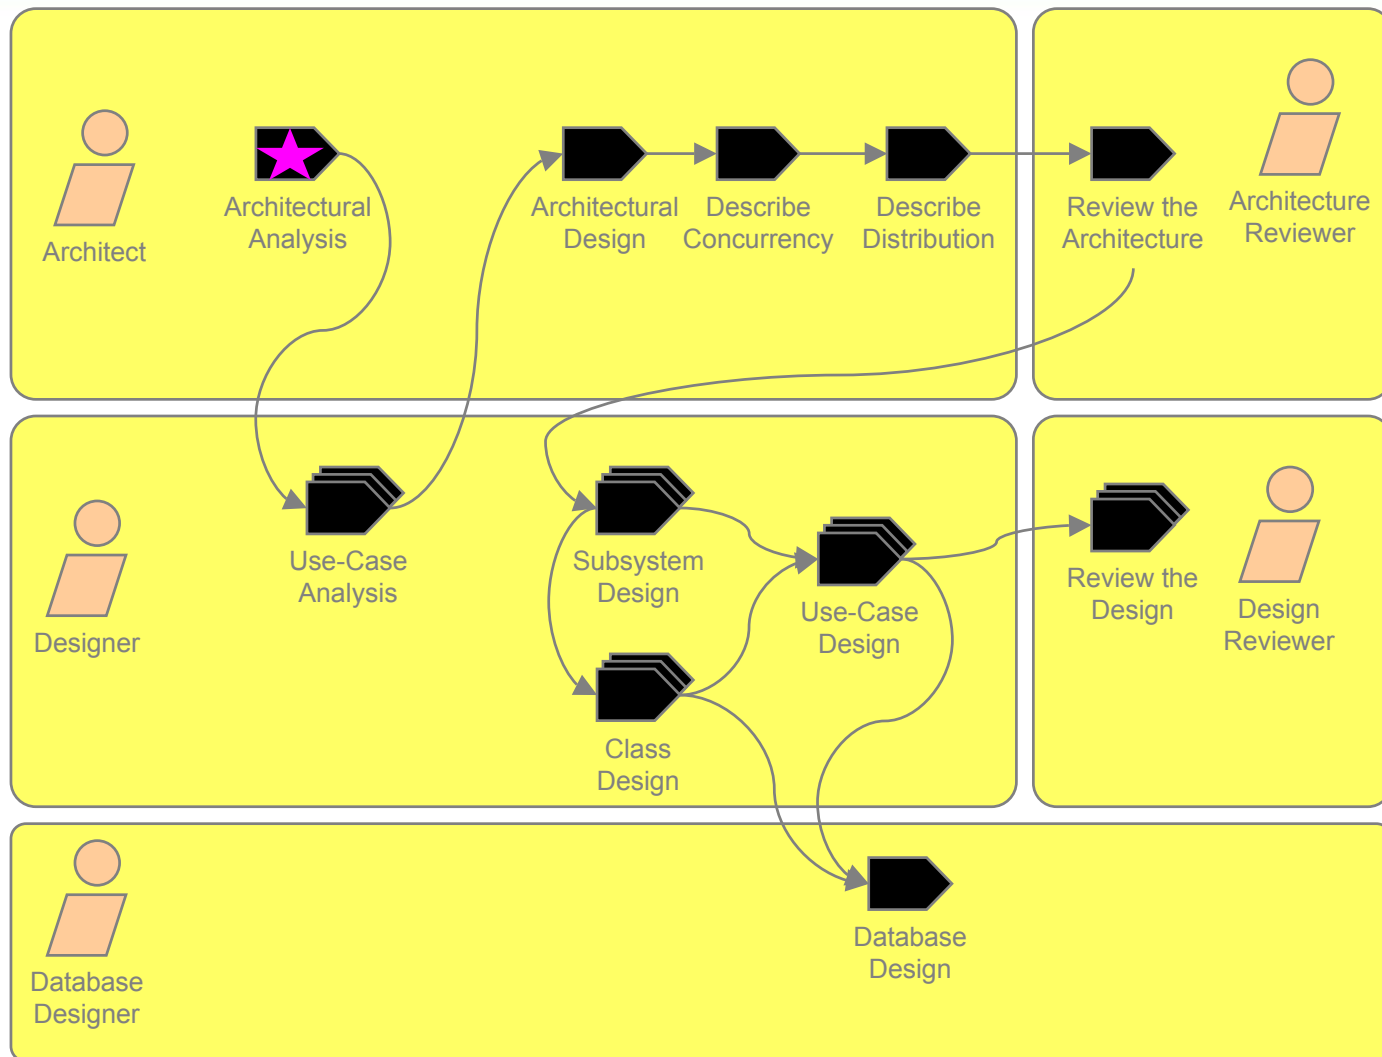 Architect
Architectural
Analysis
Architectural
Design
Describe
Concurrency
Describe
Distribution
Review the
Architecture
Architecture
Reviewer
Designer
Use-Case
Analysis
Subsystem
Design
Use-Case
Design
Class
Design
Review the
Design
Design
Reviewer
Database
Designer
Database
Design